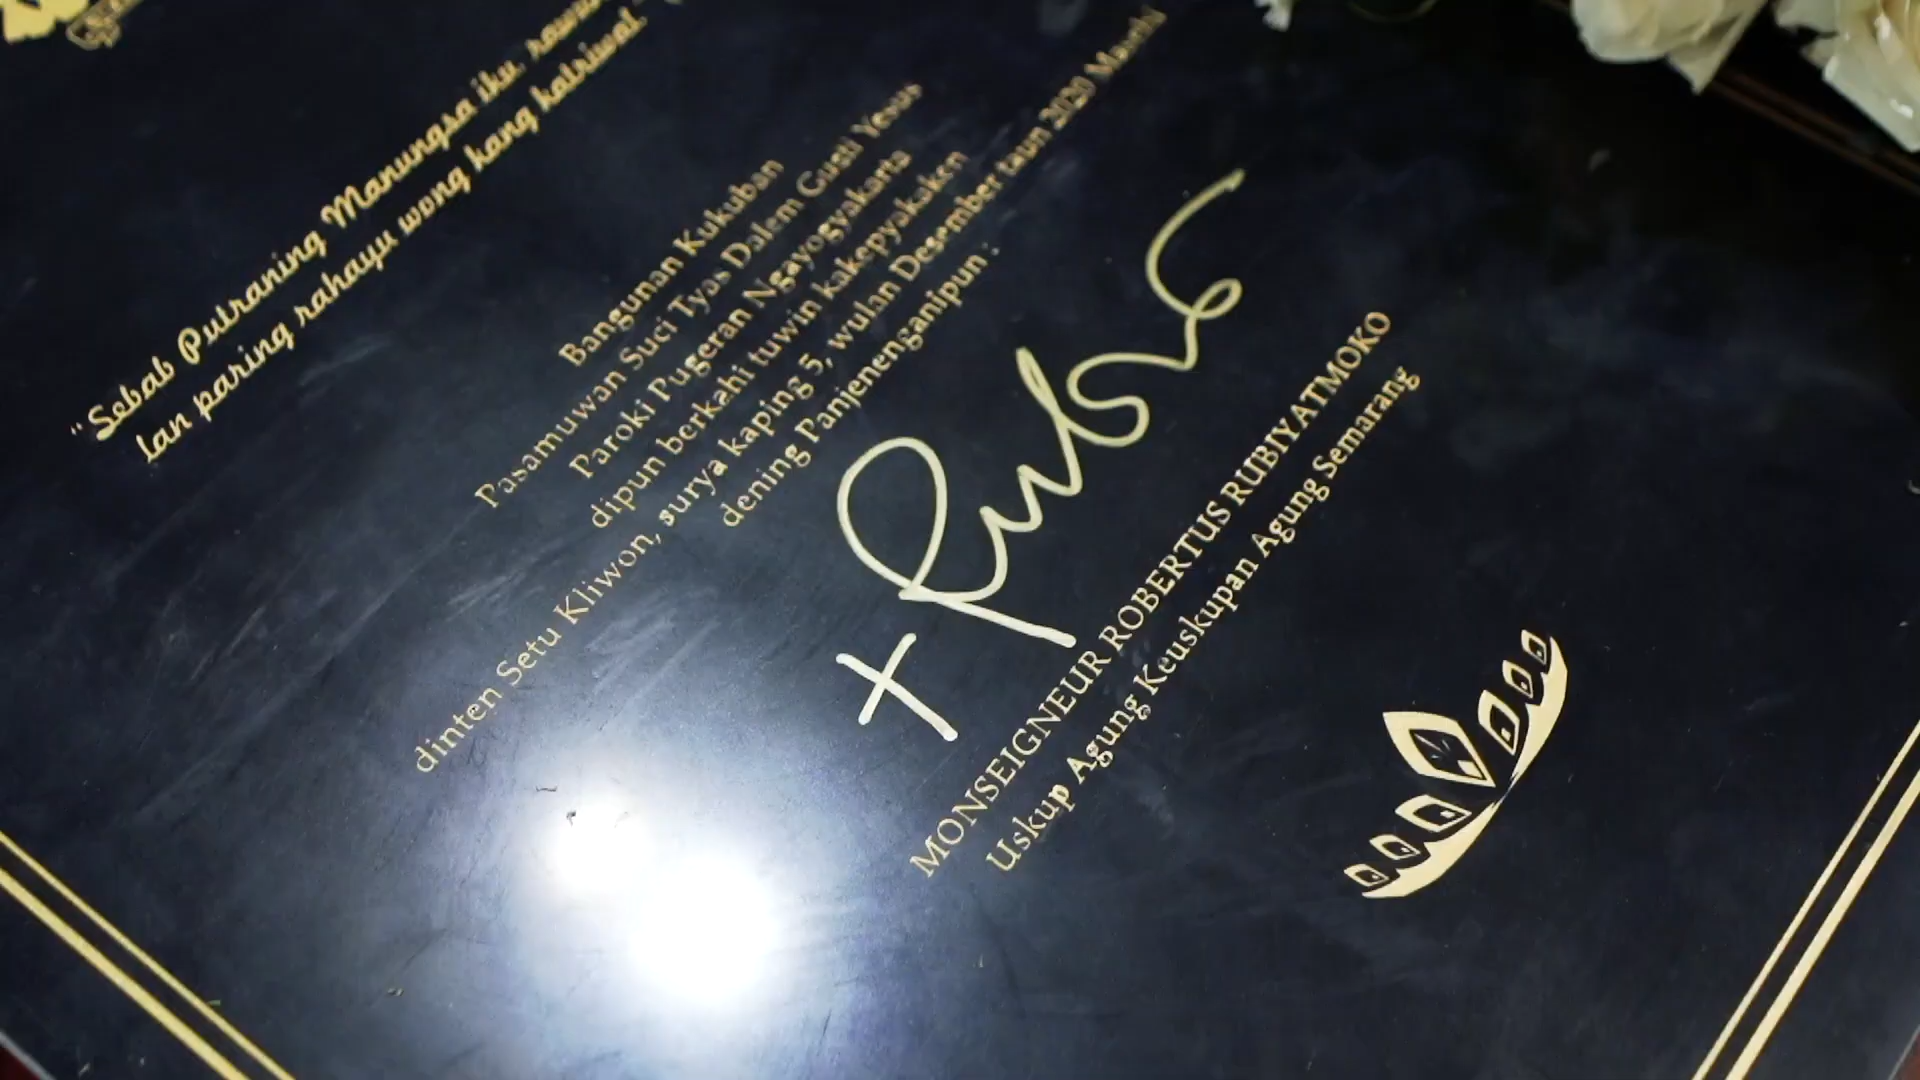 "Sebab Putraning Manungsa iku, rawuh
lan paring rahayu wong kang katriwal
Bangunan Kukuban
Pasamuwan Suci Tyas Dalem Gusti Yesus
Paroki Pugeran Ngayogyakarta
dipun berkahi tuwin kakepyakaken
dinten Setu Kliwon, surya kaping 5, wulan Desember taun 2020 Masehi
dening Panjenenganipun :
MONSEIGNEUR ROBERTUS RUBIYATMOKO
Uskup Agung Keuskupan Agung Semarang